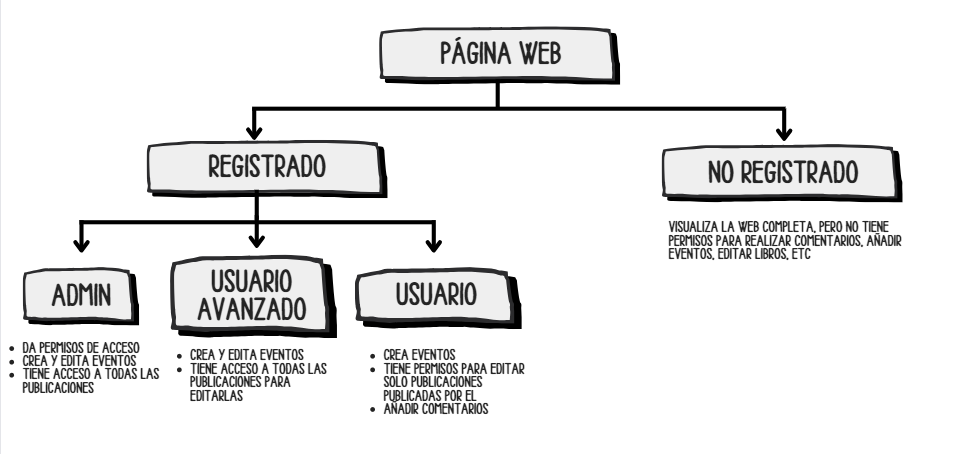 PÁGINA WEB
REGISTRADO
NO REGISTRADO
VISUALIZA LA WEB COMPLETA, PERO NO TIENE
PERMISOS PARA REALIZAR COMENTARIOS, AÑADIR
EVENTOS, EDITAR LIBROS, ETC
ADMIN
USUARIO
AVANZADO
USUARIO
• DA PERMISOS DE ACCESO
• CREA Y EDITA EVENTOS
• TIENE ACCESO A TODAS LAS
PUBLICACIONES
• CREA Y EDITA EVENTOS
• TIENE ACCESO A TODAS LAS
PUBLICACIONES PARA
EDITARLAS
• CREA EVENTOS
• TIENE PERMISOS PARA EDITAR
SOLO PUBLICACIONES
PUBLICADAS POR EL
• AÑADIR COMENTARIOS